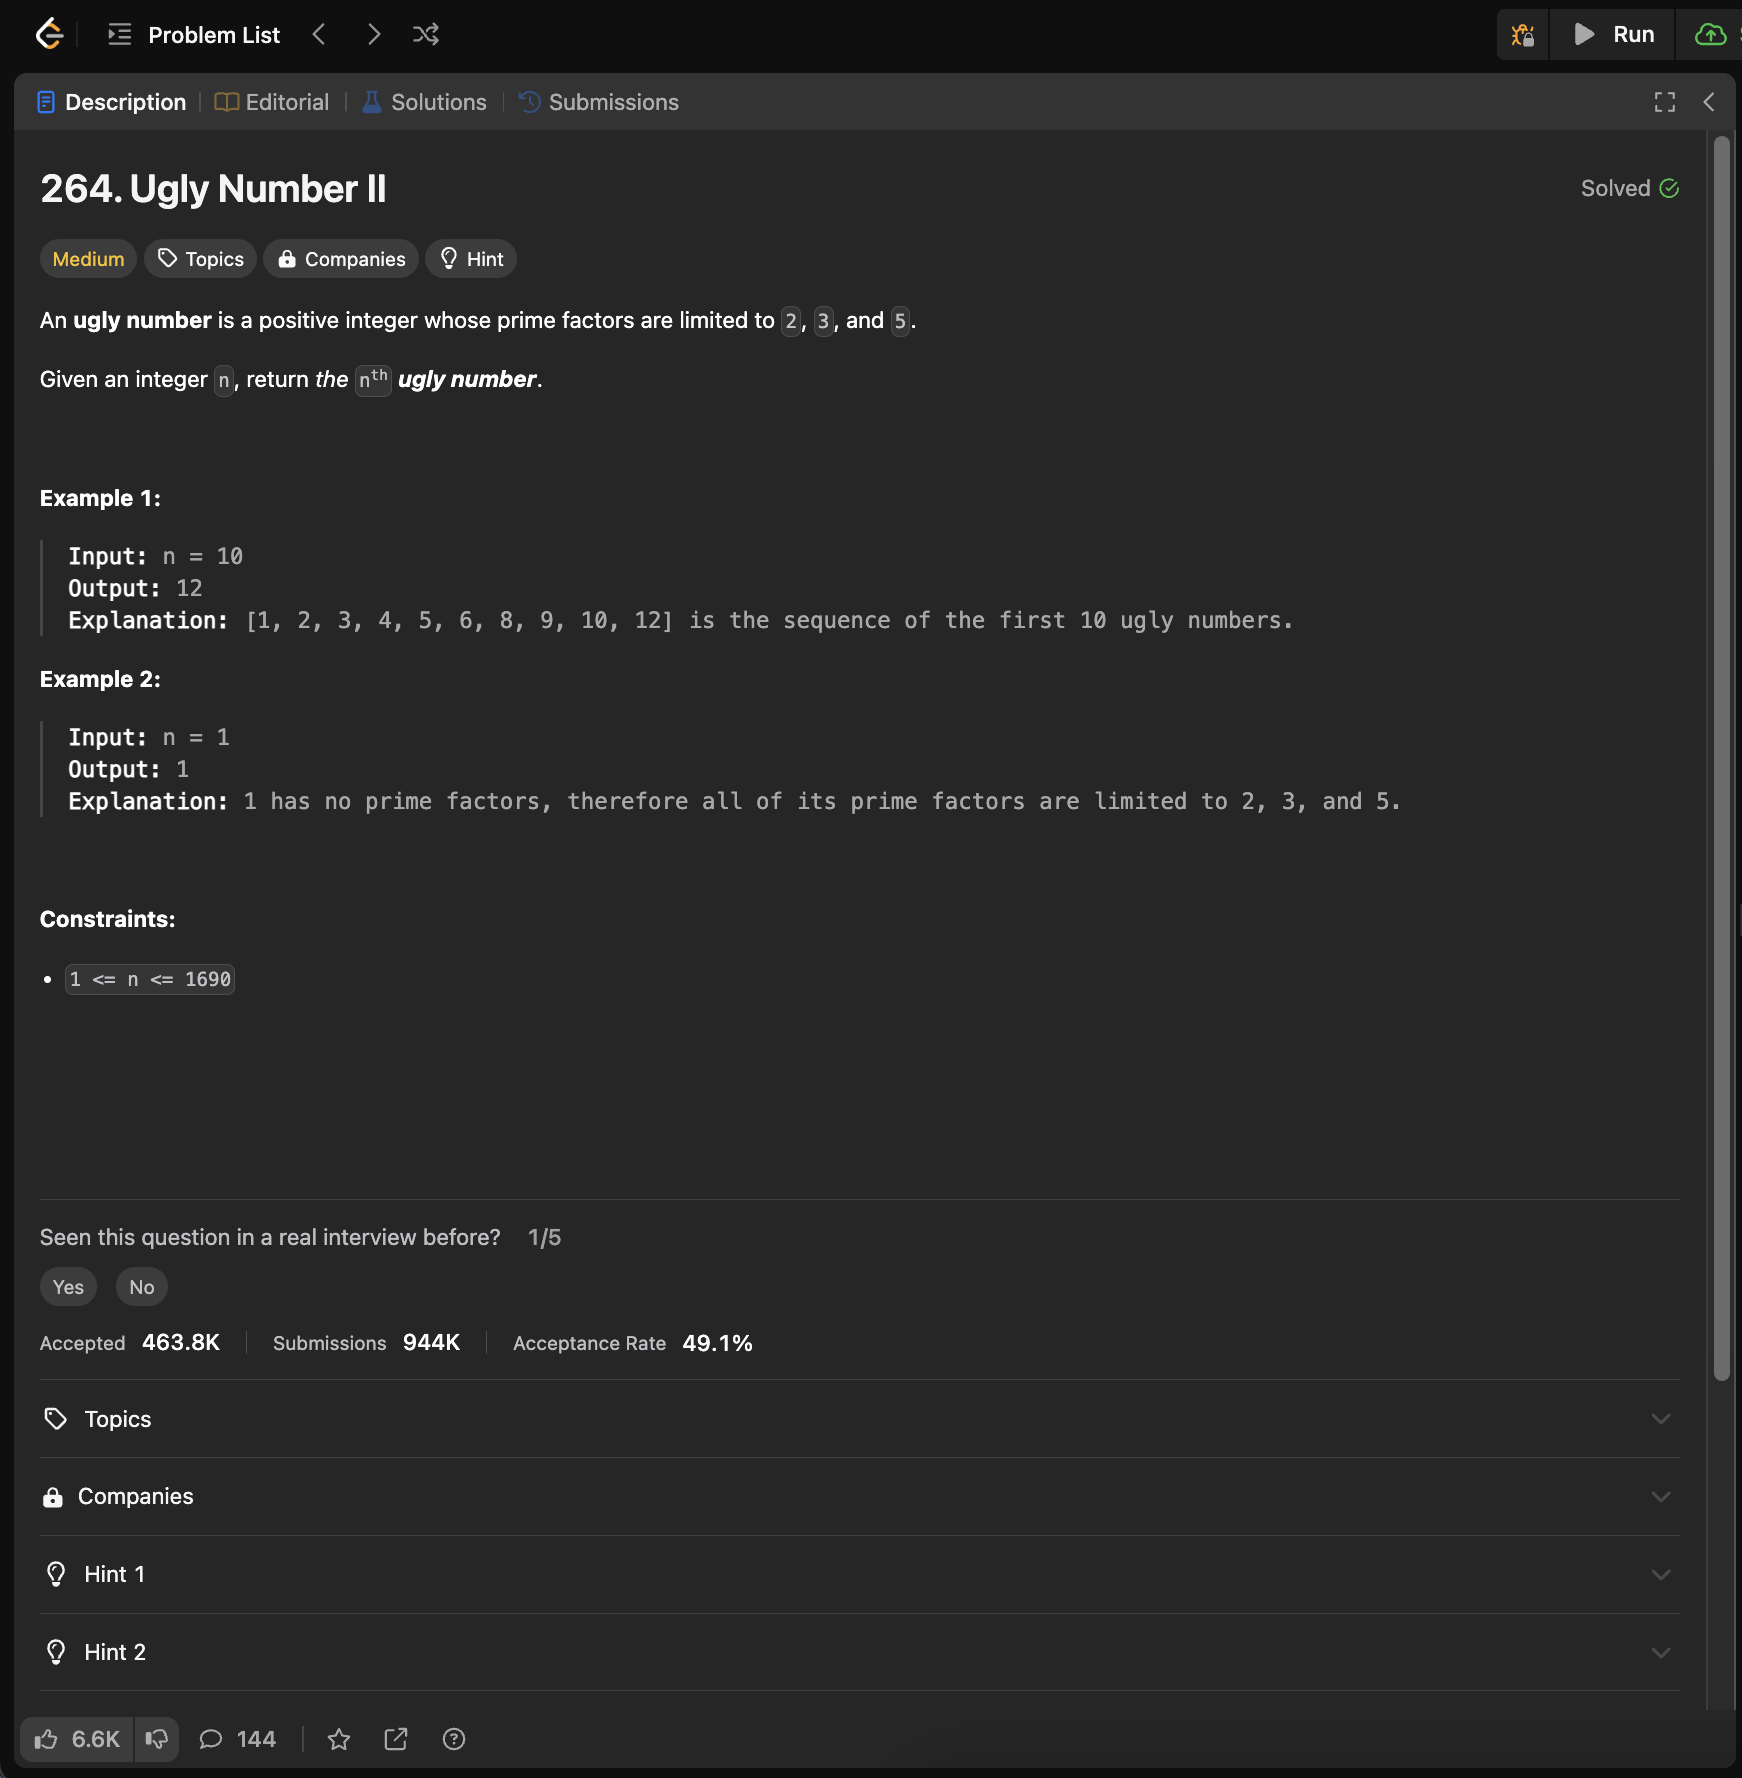 Problem List
Run
Description
Editorial
Solutions
Submissions
264. Ugly Number II
Solved
Medium
Topics
Companies
Hint
An ugly number is a positive integer whose prime factors are limited to 2, 3, and 5.
Given an integer n, return the nth ugly number.
Example 1:
Input: n = 10
Output: 12
Explanation: [1, 2, 3, 4, 5, 6, 8, 9, 10, 12] is the sequence of the first 10 ugly numbers.
Example 2:
Input: n = 1
Output: 1
Explanation: 1 has no prime factors, therefore all of its prime factors are limited to 2, 3, and 5.
Constraints:
• 1 <= n <= 1690
Seen this question in a real interview before? 1/5
Yes
No
Accepted 463.8K
Submissions 944K
Acceptance Rate 49.1%
Topics
Companies
Hint 1
Hint 2
6.6K
144